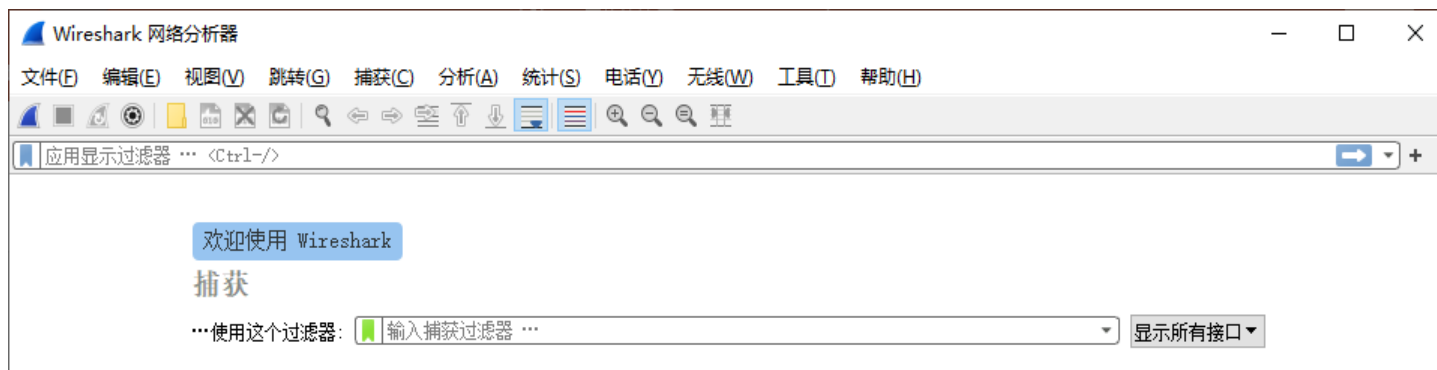 Wireshark 网络分析器
文件(F) 编辑(E) 视图(V) 跳转(G) 捕获(C) 分析(A) 统计(S) 电话(Y) 无线(W) 工具(T) 帮助(H)
应用显示过滤器 … <Ctrl-/>
欢迎使用 Wireshark
捕获
…使用这个过滤器: 输入捕获过滤器 … 显示所有接口